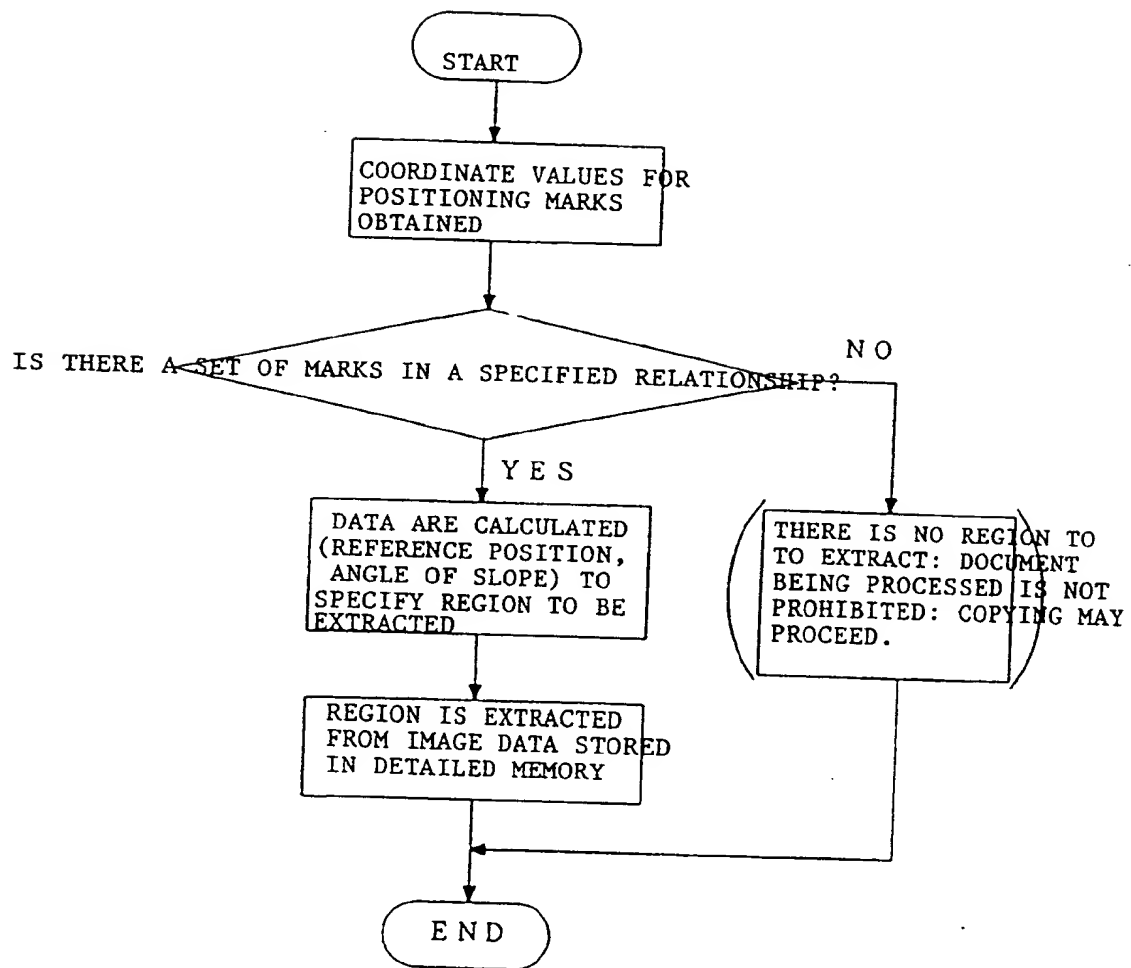 START
COORDINATE VALUES FOR
POSITIONING MARKS
OBTAINED
IS THERE A SET OF MARKS IN A SPECIFIED RELATIONSHIP?
NO
YES
DATA ARE CALCULATED
(REFERENCE POSITION,
ANGLE OF SLOPE) TO
SPECIFY REGION TO BE
EXTRACTED
THERE IS NO REGION TO
TO EXTRACT: DOCUMENT
BEING PROCESSED IS NOT
PROHIBITED: COPYING MAY
PROCEED.
REGION IS EXTRACTED
FROM IMAGE DATA STORED
IN DETAILED MEMORY
END